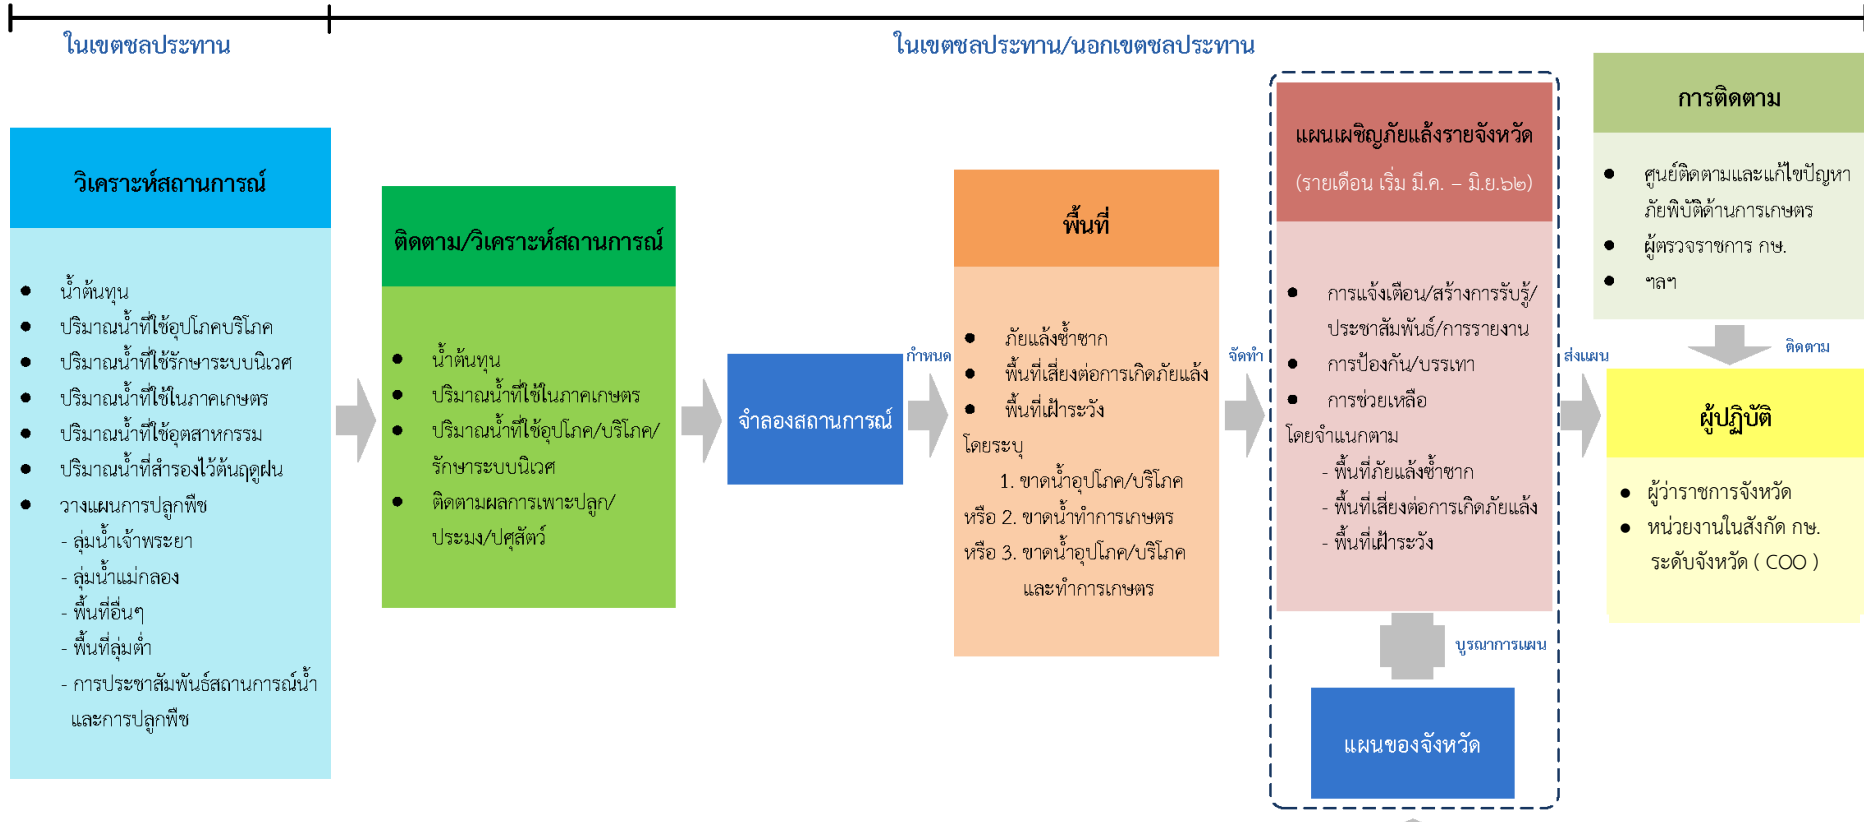 ในเขตชลประทาน
ในเขตชลประทาน/นอกเขตชลประทาน
วิเคราะห์สถานการณ์
● น้ำต้นทุน
● ปริมาณน้ำที่ใช้อุปโภคบริโภค
● ปริมาณน้ำที่ใช้รักษาระบบนิเวศ
● ปริมาณน้ำที่ใช้ในภาคเกษตร
● ปริมาณน้ำที่ใช้อุตสาหกรรม
● ปริมาณน้ำที่สำรองไว้ต้นฤดูฝน
● วางแผนการปลูกพืช
- ลุ่มน้ำเจ้าพระยา
- ลุ่มน้ำแม่กลอง
- พื้นที่อื่นๆ
- พื้นที่ลุ่มต่ำ
- การประชาสัมพันธ์สถานการณ์น้ำ
และการปลูกพืช
ติดตาม/วิเคราะห์สถานการณ์
● น้ำต้นทุน
● ปริมาณน้ำที่ใช้ในภาคเกษตร
● ปริมาณน้ำที่ใช้อุปโภค/บริโภค/
รักษาระบบนิเวศ
● ติดตามผลการเพาะปลูก/
ประมง/ปศุสัตว์
จำลองสถานการณ์
กำหนด
พื้นที่
● ภัยแล้งซ้ำซาก
● พื้นที่เสี่ยงต่อการเกิดภัยแล้ง
● พื้นที่เฝ้าระวัง
โดยระบุ
1. ขาดน้ำอุปโภค/บริโภค
หรือ 2. ขาดน้ำทำการเกษตร
หรือ 3. ขาดน้ำอุปโภค/บริโภค
และทำการเกษตร
จัดทำ
แผนเผชิญภัยแล้งรายจังหวัด
(รายเดือน เริ่ม มี.ค. – มิ.ย.๖๒)
● การแจ้งเตือน/สร้างการรับรู้/
ประชาสัมพันธ์/การรายงาน
● การป้องกัน/บรรเทา
● การช่วยเหลือ
โดยจำแนกตาม
- พื้นที่ภัยแล้งซ้ำซาก
- พื้นที่เสี่ยงต่อการเกิดภัยแล้ง
- พื้นที่เฝ้าระวัง
บูรณาการแผน
แผนของจังหวัด
ส่งแผน
การติดตาม
● ศูนย์ติดตามและแก้ไขปัญหา
ภัยพิบัติด้านการเกษตร
● ผู้ตรวจราชการ กษ.
● ฯลฯ
ติดตาม
ผู้ปฏิบัติ
● ผู้ว่าราชการจังหวัด
● หน่วยงานในสังกัด กษ.
ระดับจังหวัด ( COO )